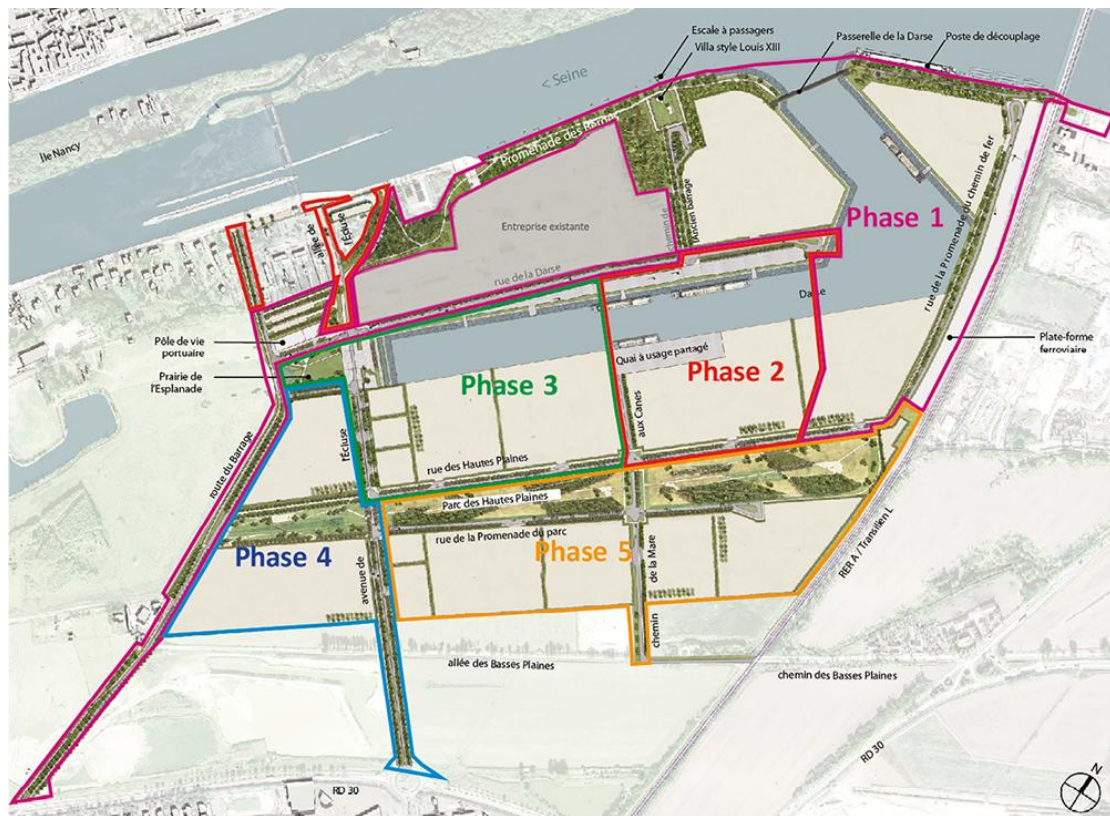 Escale à passagers
Villa style Louis XIII
Passerelle de la Darse
Poste de découplage
< Seine
Île Nancy
Promenade des Berges
Entreprise existante
chemin de
l'Ancien barrage
Phase 1
rue de la Promenade du chemin de fer
allée de
l'Écluse
rue de la Darse
Darse
Pôle de vie
portuaire
Plate-forme
ferroviaire
Prairie de
l'Esplanade
Phase 3
Quai à usage partagé
Phase 2
aux Canes
l'Écluse
rue des Hautes Plaines
route du Barrage
Parc des Hautes Plaines
rue de la Promenade du parc
Phase 4
Phase 5
avenue de
de la Mare
chemin
RER A / Transilien L
allée des Basses Plaines
chemin des Basses Plaines
RD 30
RD 30
N